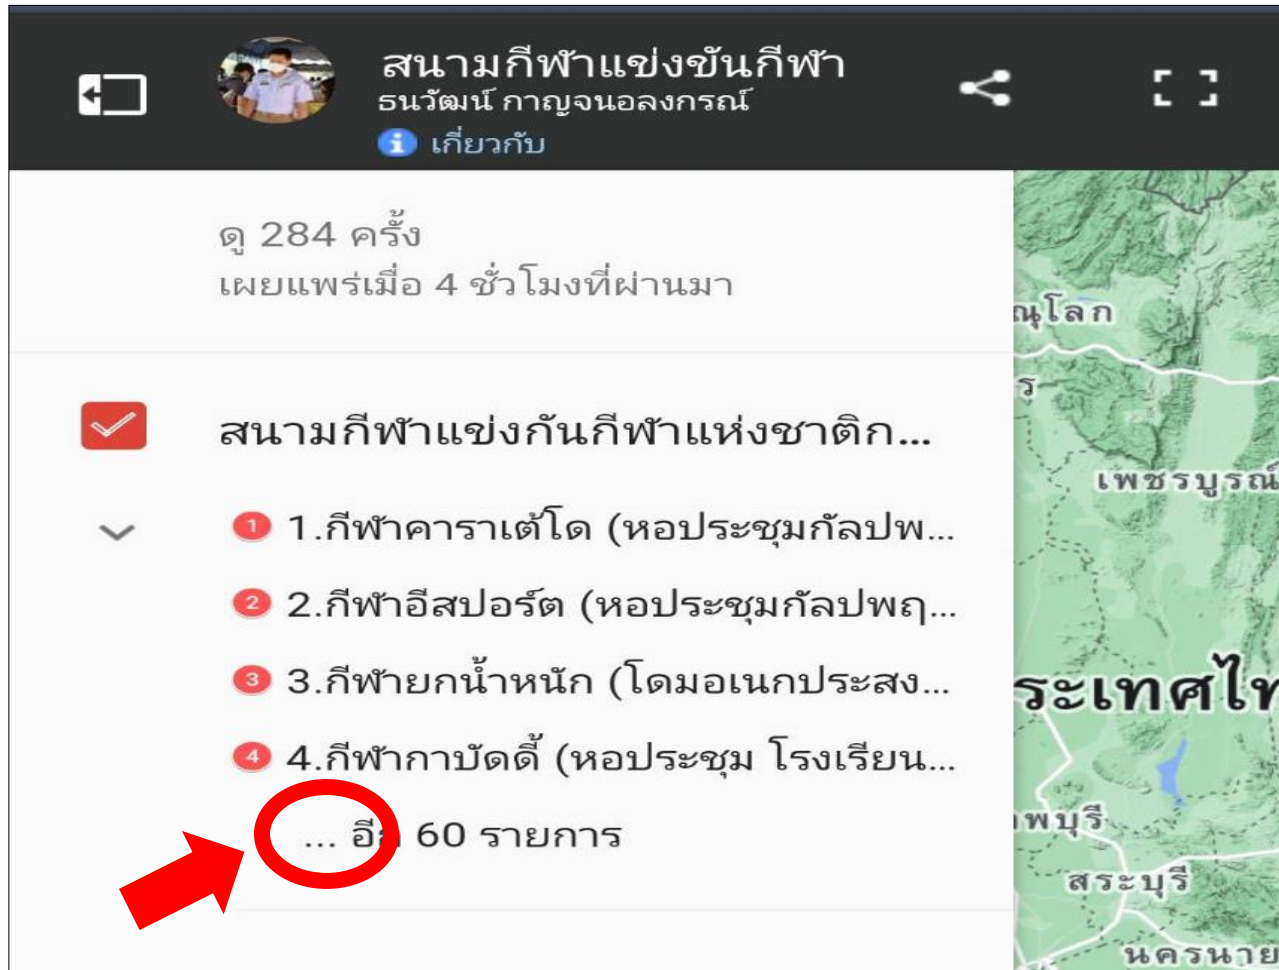 สนามกีฬาแข่งขันกีฬา
ธนวัฒน์ กาญจนอลงกรณ์
เกี่ยวกับ
ดู 284 ครั้ง
เผยแพร่เมื่อ 4 ชั่วโมงที่ผ่านมา
สนามกีฬาแข่งกันกีฬาแห่งชาติก...
1 1.กีฬาคาราเต้โด (หอประชุมกัลปพ...
2 2.กีฬาอีสปอร์ต (หอประชุมกัลปพฤ...
3 3.กีฬายกน้ำหนัก (โดมอเนกประสง...
4 4.กีฬากาบัดดี้ (หอประชุม โรงเรียน...
... อีก 60 รายการ
ณุโลก
ร
เพชรบูรณ์
ระเทศไท
พบุรี
สระบุรี
นครนาย